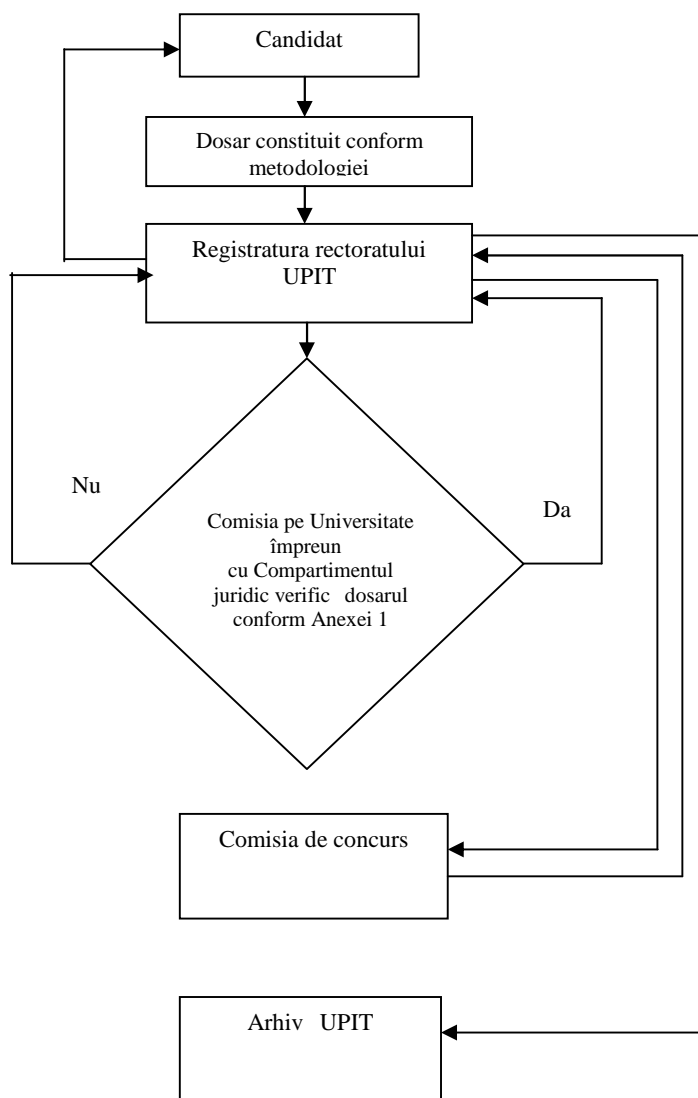 Candidat
Dosar constituit conform
metodologiei
Registratura rectoratului
UPIT
Nu
Da
Comisia pe Universitate
împreun
cu Compartimentul
juridic verific dosarul
conform Anexei 1
Comisia de concurs
Arhiv UPIT